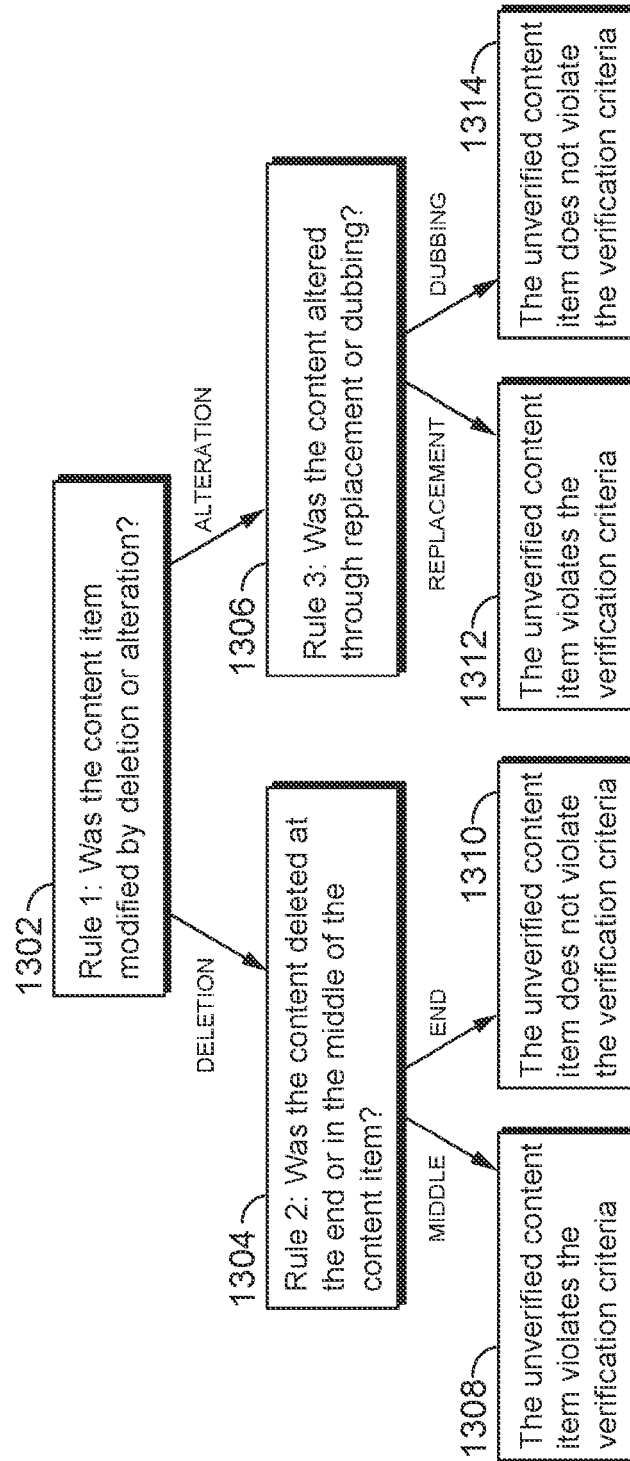 1302
Rule 1: Was the content item
modified by deletion or alteration?
DELETION
ALTERATION
1304
Rule 2: Was the content deleted at
the end or in the middle of the
content item?
1306
Rule 3: Was the content altered
through replacement or dubbing?
MIDDLE
END
REPLACEMENT
DUBBING
1308
The unverified content
item violates the
verification criteria
1310
The unverified content
item does not violate
the verification criteria
1312
The unverified content
item violates the
verification criteria
1314
The unverified content
item does not violate
the verification criteria